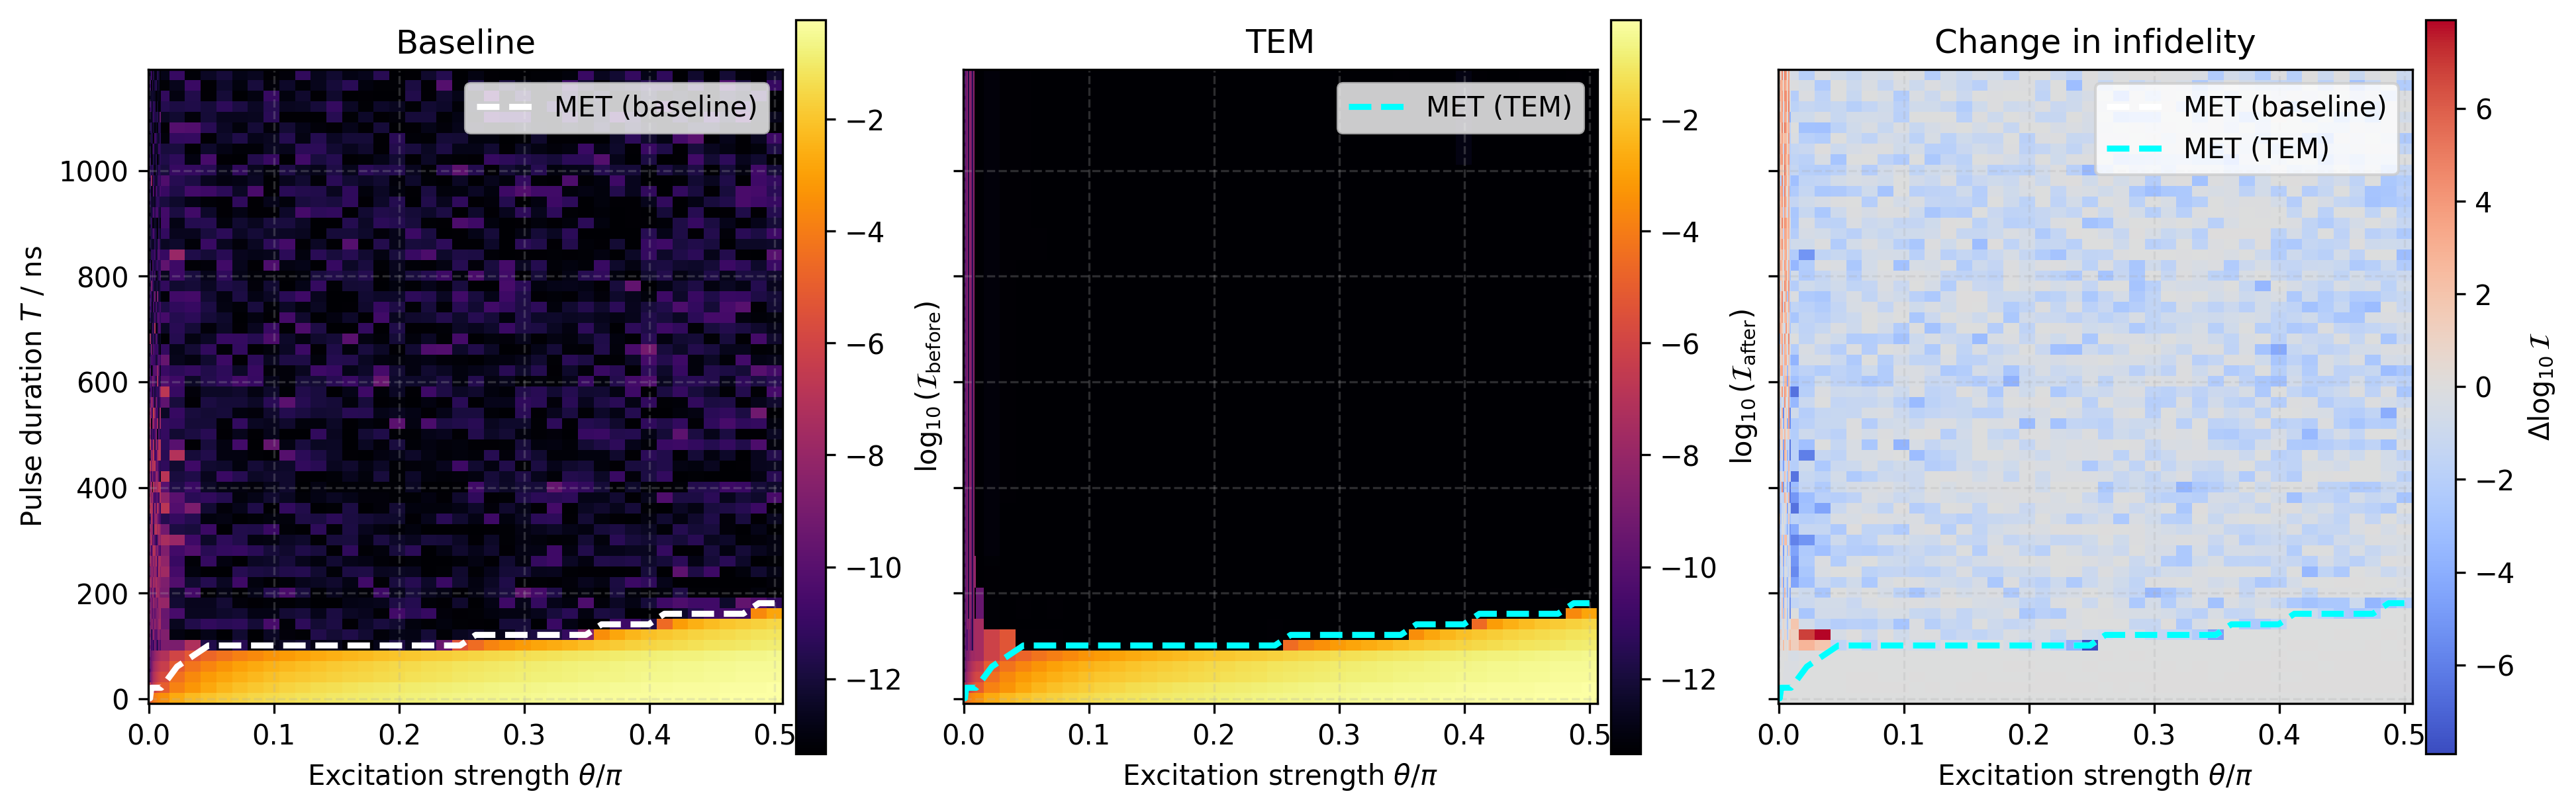 Baseline
MET (baseline)
Pulse duration T / ns
1000
800
600
400
200
0
0.0 0.1 0.2 0.3 0.4 0.5
Excitation strength θ/π
−2
−4
−6
−8
−10
−12
log₁₀ (ℐ_before)
TEM
MET (TEM)
0.0 0.1 0.2 0.3 0.4 0.5
Excitation strength θ/π
−2
−4
−6
−8
−10
−12
log₁₀ (ℐ_after)
Change in infidelity
MET (baseline)
MET (TEM)
0.0 0.1 0.2 0.3 0.4 0.5
Excitation strength θ/π
6
4
2
0
−2
−4
−6
Δlog₁₀ ℐ